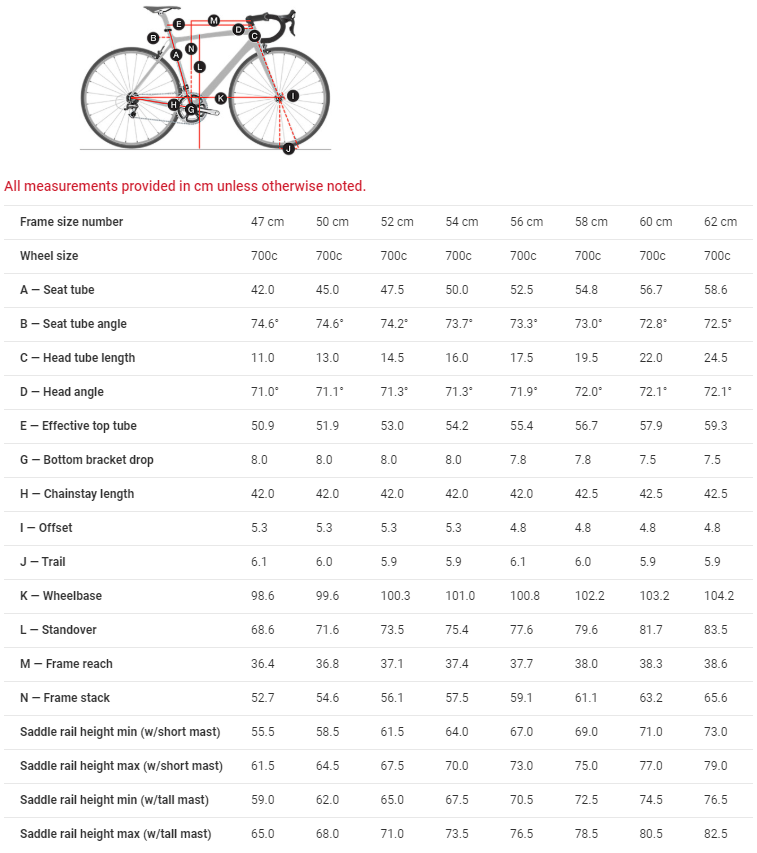 M
E
D
B
C
N
A
L
K
I
H
G
J
All measurements provided in cm unless otherwise noted.
Frame size number 47 cm 50 cm 52 cm 54 cm 56 cm 58 cm 60 cm 62 cm
Wheel size 700c 700c 700c 700c 700c 700c 700c 700c
A — Seat tube 42.0 45.0 47.5 50.0 52.5 54.8 56.7 58.6
B — Seat tube angle 74.6° 74.6° 74.2° 73.7° 73.3° 73.0° 72.8° 72.5°
C — Head tube length 11.0 13.0 14.5 16.0 17.5 19.5 22.0 24.5
D — Head angle 71.0° 71.1° 71.3° 71.3° 71.9° 72.0° 72.1° 72.1°
E — Effective top tube 50.9 51.9 53.0 54.2 55.4 56.7 57.9 59.3
G — Bottom bracket drop 8.0 8.0 8.0 8.0 7.8 7.8 7.5 7.5
H — Chainstay length 42.0 42.0 42.0 42.0 42.0 42.5 42.5 42.5
I — Offset 5.3 5.3 5.3 5.3 4.8 4.8 4.8 4.8
J — Trail 6.1 6.0 5.9 5.9 6.1 6.0 5.9 5.9
K — Wheelbase 98.6 99.6 100.3 101.0 100.8 102.2 103.2 104.2
L — Standover 68.6 71.6 73.5 75.4 77.6 79.6 81.7 83.5
M — Frame reach 36.4 36.8 37.1 37.4 37.7 38.0 38.3 38.6
N — Frame stack 52.7 54.6 56.1 57.5 59.1 61.1 63.2 65.6
Saddle rail height min (w/short mast) 55.5 58.5 61.5 64.0 67.0 69.0 71.0 73.0
Saddle rail height max (w/short mast) 61.5 64.5 67.5 70.0 73.0 75.0 77.0 79.0
Saddle rail height min (w/tall mast) 59.0 62.0 65.0 67.5 70.5 72.5 74.5 76.5
Saddle rail height max (w/tall mast) 65.0 68.0 71.0 73.5 76.5 78.5 80.5 82.5